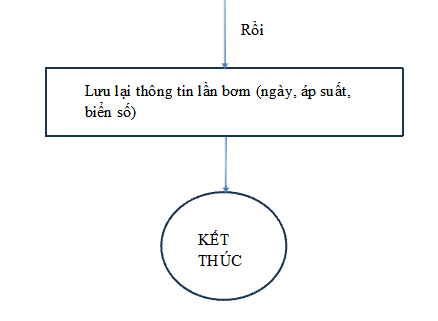 Rồi
Lưu lại thông tin lần bơm (ngày, áp suất,
biển số)
KẾT
THÚC